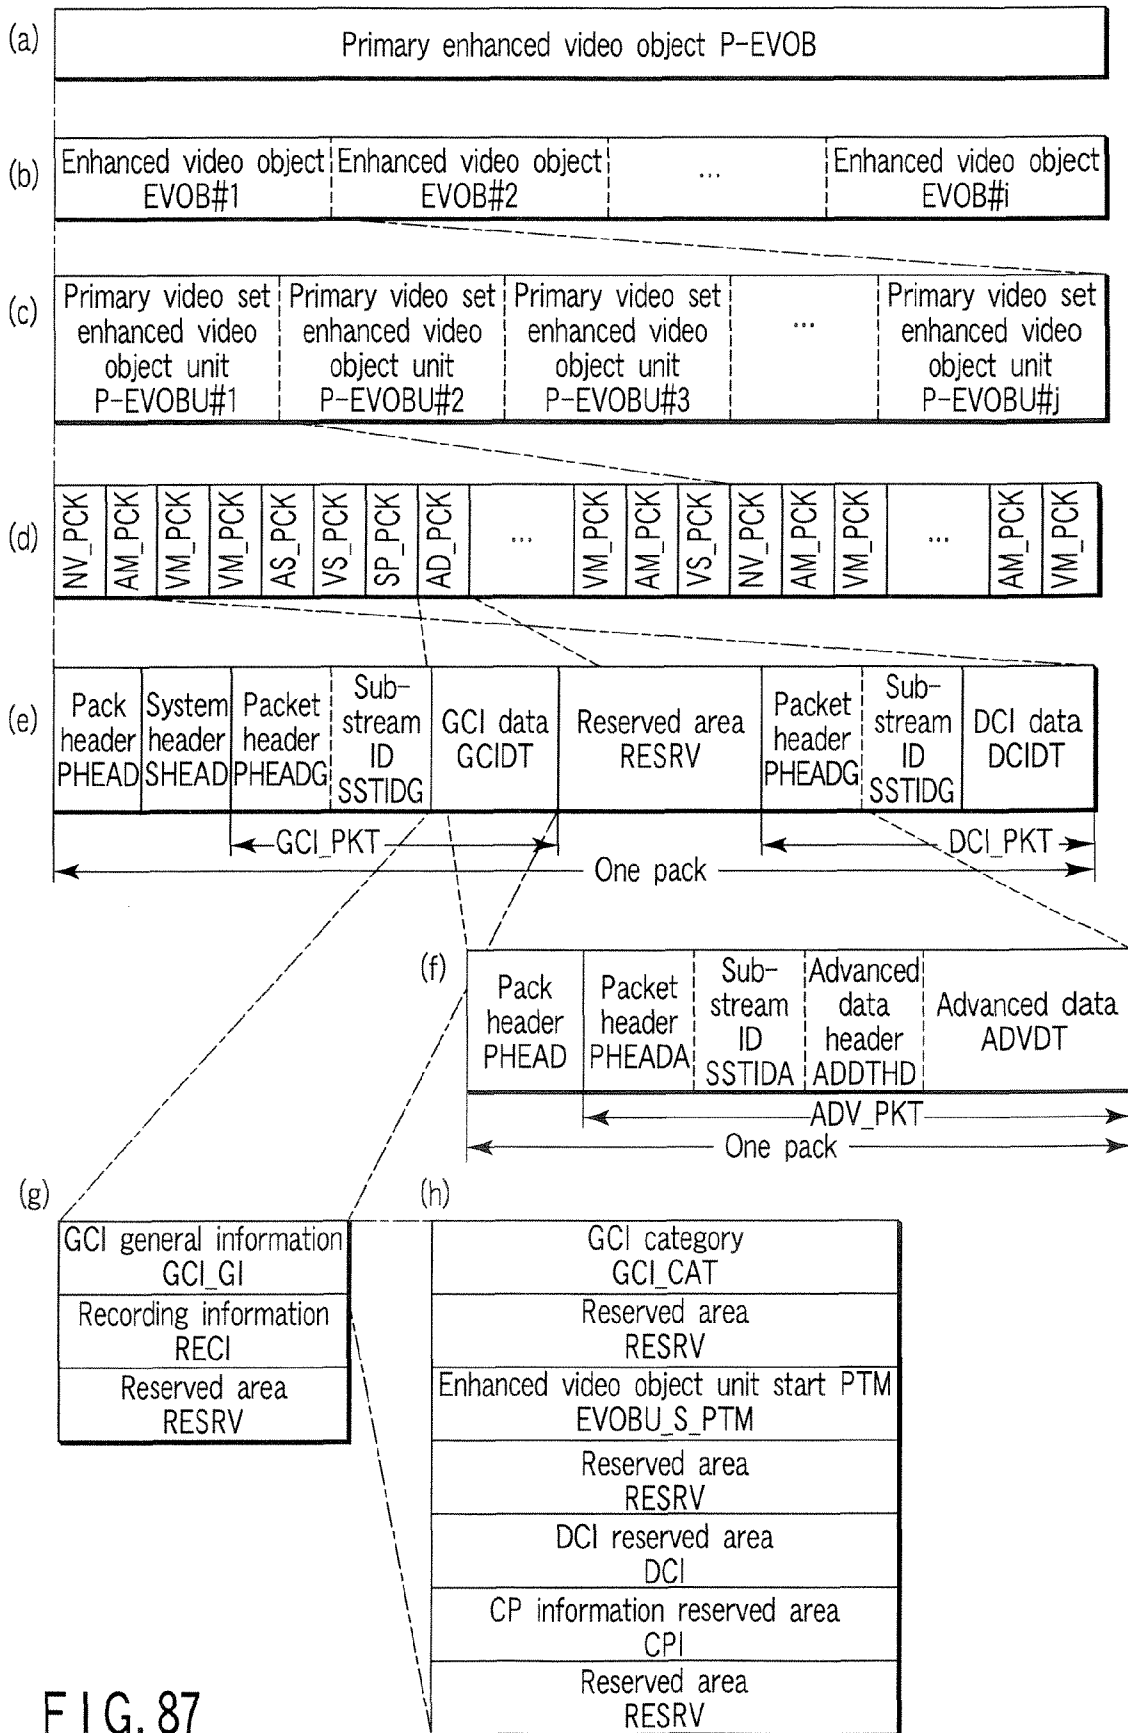 (a)
Primary enhanced video object P-EVOB
(b)
Enhanced video object
EVOB#1
Enhanced video object
EVOB#2
...
Enhanced video object
EVOB#i
(c)
Primary video set
enhanced video
object unit
P-EVOBU#1
Primary video set
enhanced video
object unit
P-EVOBU#2
Primary video set
enhanced video
object unit
P-EVOBU#3
...
Primary video set
enhanced video
object unit
P-EVOBU#j
(d)
NV_PCK
AM_PCK
VM_PCK
VM_PCK
AS_PCK
VS_PCK
SP_PCK
AD_PCK
...
VM_PCK
AM_PCK
VS_PCK
NV_PCK
AM_PCK
VM_PCK
...
AM_PCK
VM_PCK
(e)
Pack
header
PHEAD
System
header
SHEAD
Packet
header
PHEADG
Sub-
stream
ID
SSTIDG
GCI data
GCIDT
Reserved area
RESRV
Packet
header
PHEADG
Sub-
stream
ID
SSTIDG
DCI data
DCIDT
GCI_PKT
DCI_PKT
One pack
(f)
Pack
header
PHEAD
Packet
header
PHEADA
Sub-
stream
ID
SSTIDA
Advanced
data
header
ADDTHD
Advanced data
ADVDT
ADV_PKT
One pack
(g)
GCI general information
GCI_GI
Recording information
RECI
Reserved area
RESRV
(h)
GCI category
GCI_CAT
Reserved area
RESRV
Enhanced video object unit start PTM
EVOBU_S_PTM
Reserved area
RESRV
DCI reserved area
DCI
CP information reserved area
CPI
Reserved area
RESRV
FIG. 87